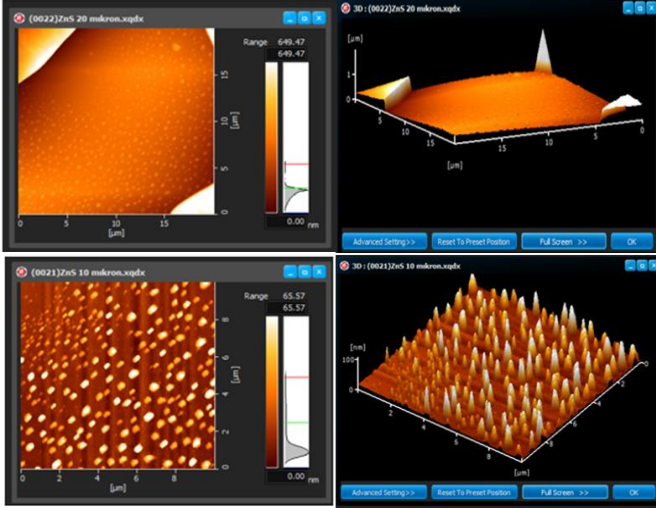 (0022)ZnS 20 mikron.xqdx
Range 649.47
649.47
15
10
5
0
[µm]
0 5 10 15
[µm]
0.00 nm
3D : (0022)ZnS 20 mikron.xqdx
[µm]
1
0
5
10
15
15
10
5
0
[µm]
Advanced Setting>> Reset To Preset Position Full Screen >> OK
(0021)ZnS 10 mikron.xqdx
Range 65.57
65.57
8
6
4
2
0
[µm]
0 2 4 6 8
[µm]
0.00 nm
3D : (0021)ZnS 10 mikron.xqdx
[nm]
100
0
2
4
6
8
[µm]
8
6
4
2
0
Advanced Setting>> Reset To Preset Position Full Screen >> OK